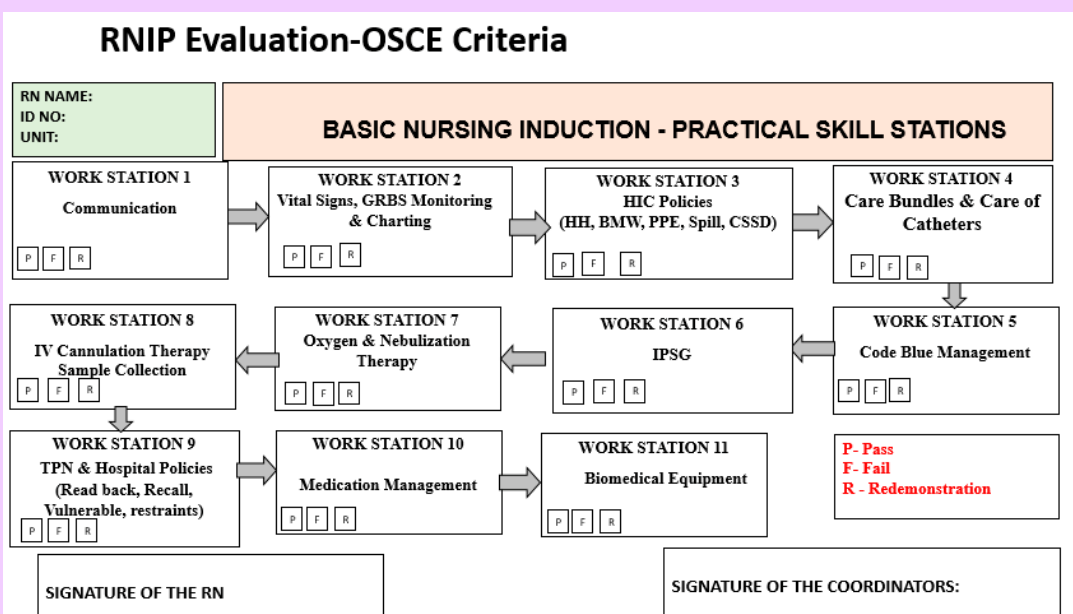 RNIP Evaluation-OSCE Criteria
RN NAME:
ID NO:
UNIT:
BASIC NURSING INDUCTION - PRACTICAL SKILL STATIONS
WORK STATION 1
Communication
P F R
WORK STATION 2
Vital Signs, GRBS Monitoring
& Charting
P F R
WORK STATION 3
HIC Policies
(HH, BMW, PPE, Spill, CSSD)
P F R
WORK STATION 4
Care Bundles & Care of
Catheters
P F R
WORK STATION 5
Code Blue Management
P F R
WORK STATION 6
IPSG
P F R
WORK STATION 7
Oxygen & Nebulization
Therapy
P F R
WORK STATION 8
IV Cannulation Therapy
Sample Collection
P F R
WORK STATION 9
TPN & Hospital Policies
(Read back, Recall,
Vulnerable, restraints)
P F R
WORK STATION 10
Medication Management
P F R
WORK STATION 11
Biomedical Equipment
P F R
P- Pass
F- Fail
R - Redemonstration
SIGNATURE OF THE RN
SIGNATURE OF THE COORDINATORS: